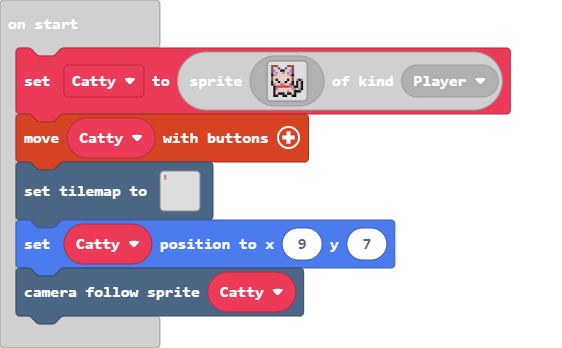 on start
set Catty to sprite of kind Player
move Catty with buttons
set tilemap to
set Catty position to x 9 y 7
camera follow sprite Catty